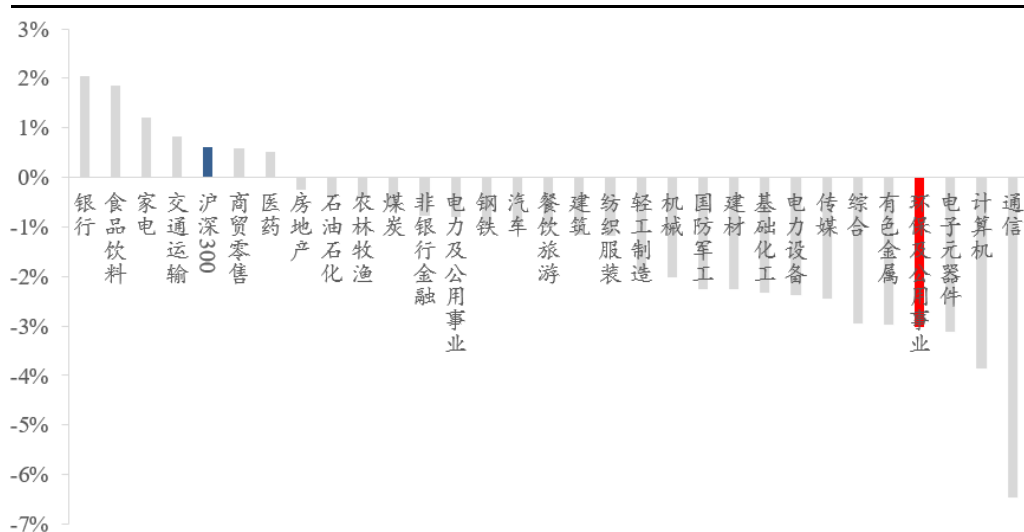 3%
2%
1%
0%
-1%
-2%
-3%
-4%
-5%
-6%
-7%
银行
食品饮料
家电
交通运输
沪深300
商贸零售
医药
房地产
石油石化
农林牧渔
煤炭
非银行金融
电力及公用事业
钢铁
汽车
餐饮旅游
建筑
纺织服装
轻工制造
机械
国防军工
建材
基础化工
电力设备
传媒
综合
有色金属
环保及公用事业
电子元器件
计算机
通信